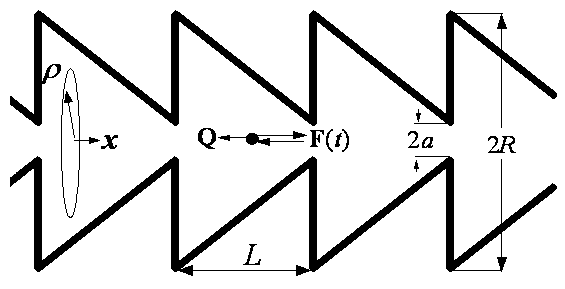 ρ
x
Q F(t)
2a
2R
L